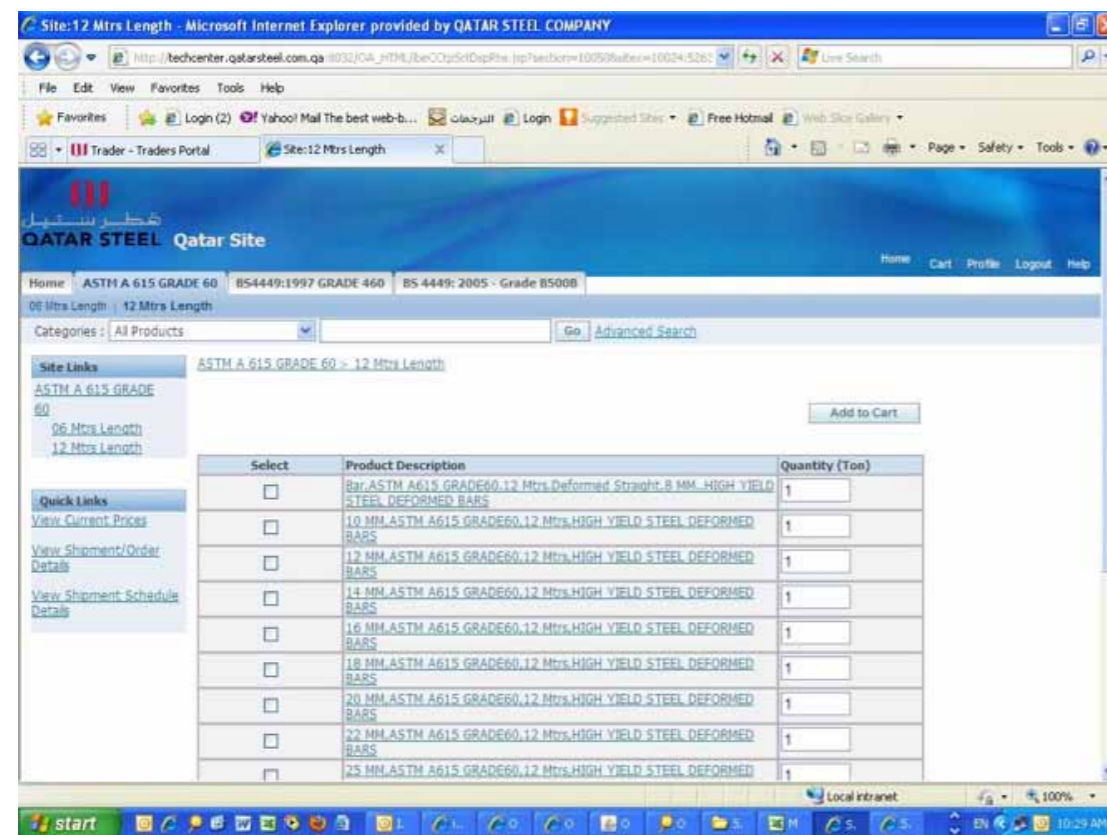 Site:12 Mtrs Length - Microsoft Internet Explorer provided by QATAR STEEL COMPANY
Live Search
File Edit View Favorites Tools Help
Favorites Login (2) Yahoo! Mail The best web-b... الترجمات Login Suggested Sites Free Hotmail Web Slice Gallery
Trader - Traders Portal Site:12 Mtrs Length Page Safety Tools
قطر ستيل
QATAR STEEL Qatar Site
Home Cart Profile Logout Help
Home ASTM A 615 GRADE 60 BS4449:1997 GRADE 460 BS 4449: 2005 - Grade B500B
06 Mtrs Length | 12 Mtrs Length
Categories : All Products Go Advanced Search
Site Links
ASTM A 615 GRADE 60
06 Mtrs Length
12 Mtrs Length
Quick Links
View Current Prices
View Shipment/Order Details
View Shipment Schedule Details
ASTM A 615 GRADE 60 > 12 Mtrs Length
Add to Cart
Select Product Description Quantity (Ton)
Bar,ASTM A615 GRADE60,12 Mtrs,Deformed Straight,8 MM,,HIGH YIELD
STEEL DEFORMED BARS 1
10 MM,ASTM A615 GRADE60,12 Mtrs,HIGH YIELD STEEL DEFORMED
BARS 1
12 MM,ASTM A615 GRADE60,12 Mtrs,HIGH YIELD STEEL DEFORMED
BARS 1
14 MM,ASTM A615 GRADE60,12 Mtrs,HIGH YIELD STEEL DEFORMED
BARS 1
16 MM,ASTM A615 GRADE60,12 Mtrs,HIGH YIELD STEEL DEFORMED
BARS 1
18 MM,ASTM A615 GRADE60,12 Mtrs,HIGH YIELD STEEL DEFORMED
BARS 1
20 MM,ASTM A615 GRADE60,12 Mtrs,HIGH YIELD STEEL DEFORMED
BARS 1
22 MM,ASTM A615 GRADE60,12 Mtrs,HIGH YIELD STEEL DEFORMED
BARS 1
25 MM,ASTM A615 GRADE60,12 Mtrs,HIGH YIELD STEEL DEFORMED 1
Local intranet 100%
start EN 10:29 AM